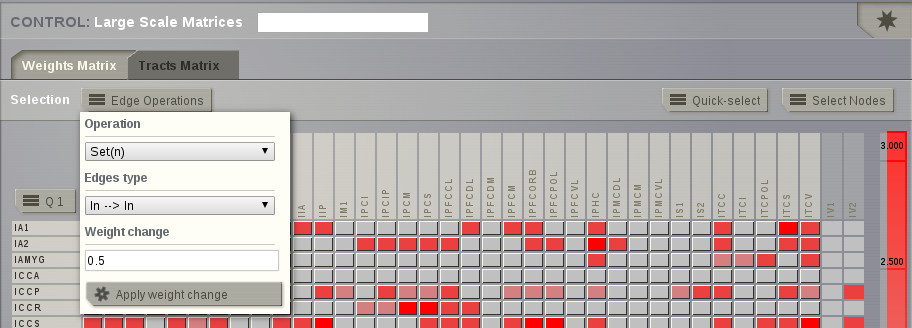 CONTROL: Large Scale Matrices
Weights Matrix
Tracts Matrix
Selection
Edge Operations
Quick-select
Select Nodes
Operation
Set(n)
Edges type
In --> In
Weight change
0.5
Apply weight change
Q 1
IIA
IIP
IM1
IPCI
IPCIP
IPCM
IPCS
IPFCCL
IPFCDL
IPFCDM
IPFCM
IPFCORB
IPFCPOL
IPFCVL
IPHC
IPMCDL
IPMCM
IPMCVL
IS1
IS2
ITCC
ITCI
ITCPOL
ITCS
ITCV
IV1
IV2
3.000
2.500
IA1
IA2
IAMYG
ICCA
ICCP
ICCR
ICCS